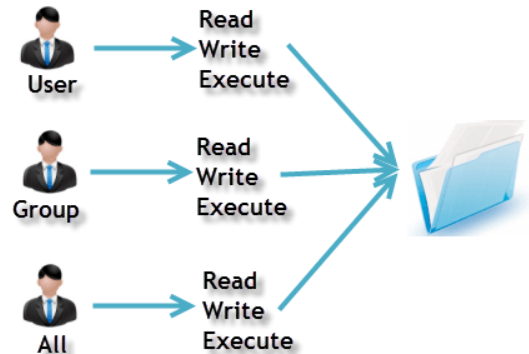 Read
Write
Execute
User
Read
Write
Execute
Group
Read
Write
Execute
All